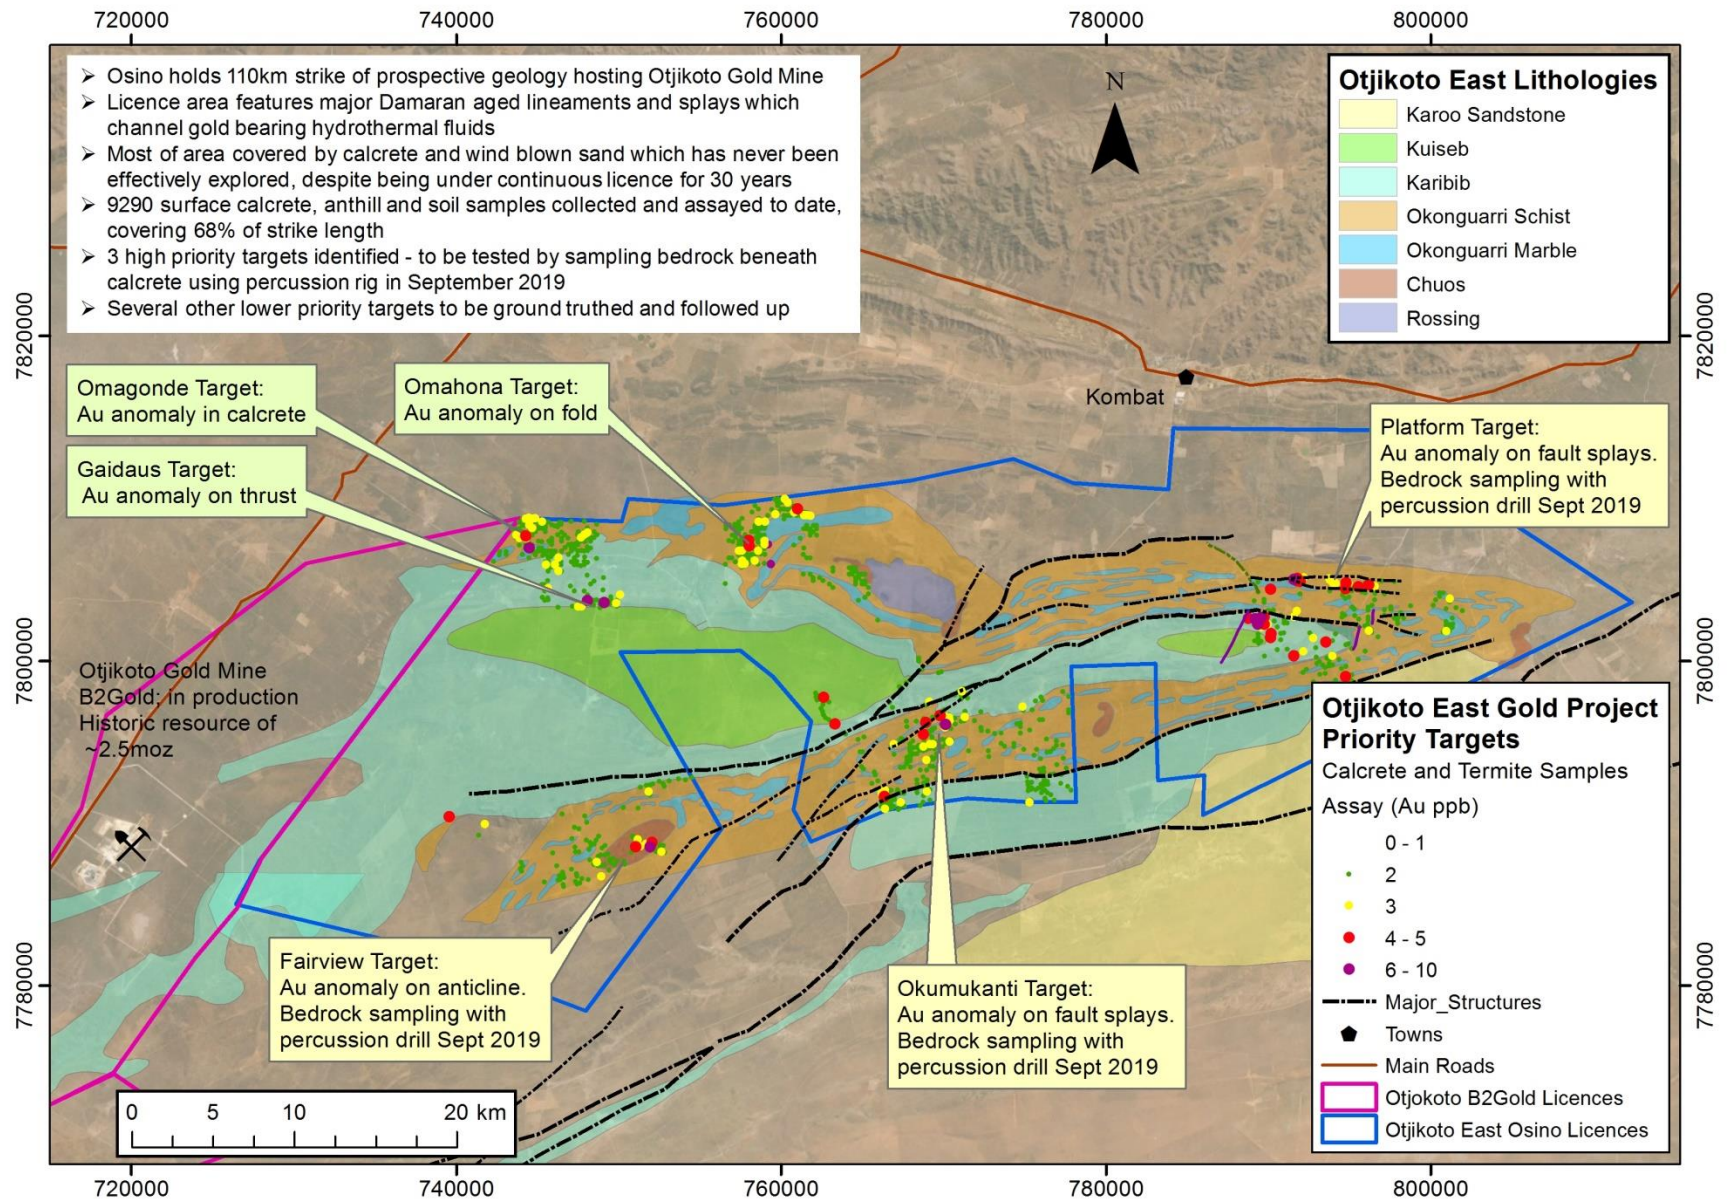 720000 740000 760000 780000 800000
➢ Osino holds 110km strike of prospective geology hosting Otjikoto Gold Mine
➢ Licence area features major Damaran aged lineaments and splays which
channel gold bearing hydrothermal fluids
➢ Most of area covered by calcrete and wind blown sand which has never been
effectively explored, despite being under continuous licence for 30 years
➢ 9290 surface calcrete, anthill and soil samples collected and assayed to date,
covering 68% of strike length
➢ 3 high priority targets identified - to be tested by sampling bedrock beneath
calcrete using percussion rig in September 2019
➢ Several other lower priority targets to be ground truthed and followed up
N
Otjikoto East Lithologies
Karoo Sandstone
Kuiseb
Karibib
Okonguarri Schist
Okonguarri Marble
Chuos
Rossing
7820000
7820000
Omagonde Target:
Au anomaly in calcrete
Omahona Target:
Au anomaly on fold
Kombat
Gaidaus Target:
Au anomaly on thrust
Platform Target:
Au anomaly on fault splays.
Bedrock sampling with
percussion drill Sept 2019
7800000
7800000
Otjikoto Gold Mine
B2Gold; in production
Historic resource of
~2.5moz
Otjikoto East Gold Project
Priority Targets
Calcrete and Termite Samples
Assay (Au ppb)
0 - 1
2
3
4 - 5
6 - 10
Major_Structures
Towns
Main Roads
Otjokoto B2Gold Licences
Otjikoto East Osino Licences
Fairview Target:
Au anomaly on anticline.
Bedrock sampling with
percussion drill Sept 2019
Okumukanti Target:
Au anomaly on fault splays.
Bedrock sampling with
percussion drill Sept 2019
7780000
7780000
0 5 10 20 km
720000 740000 760000 780000 800000